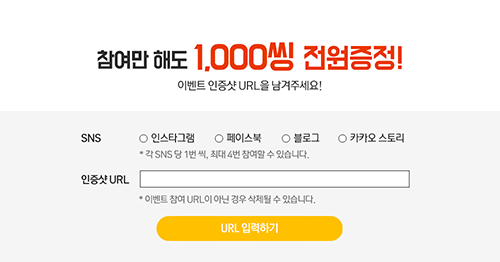 참여만 해도 1,000씽 전원증정!
이벤트 인증샷 URL을 남겨주세요!
SNS ○ 인스타그램 ○ 페이스북 ○ 블로그 ○ 카카오 스토리
* 각 SNS 당 1번 씩, 최대 4번 참여할 수 있습니다.
인증샷 URL
* 이벤트 참여 URL이 아닌 경우 삭제될 수 있습니다.
URL 입력하기